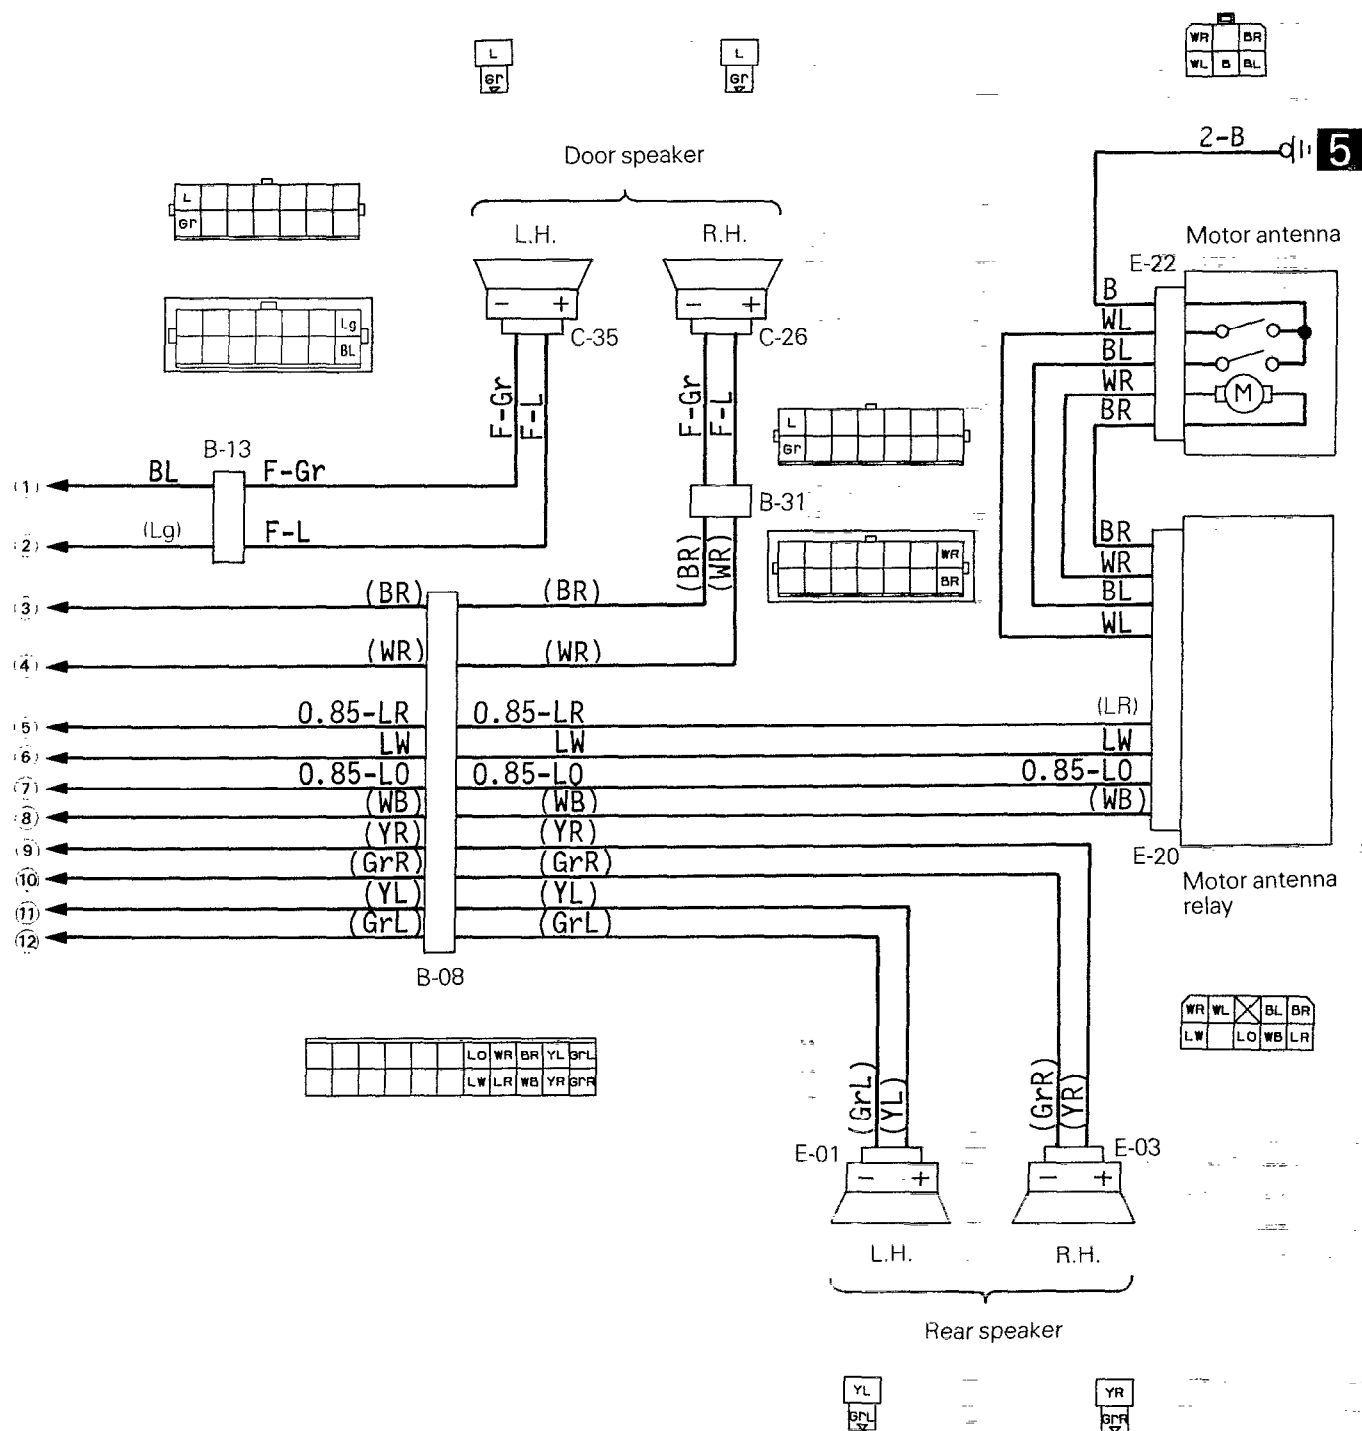 L
Gr
L
Gr
WR BR
WL B BL
2-B
5
Door speaker
L
Gr
L.H.
R.H.
Motor antenna
E-22
- +
- +
C-35
C-26
B
WL
BL
WR
BR
M
Lg
BL
F-Gr
F-L
F-Gr
F-L
L
Gr
B-13
BL
F-Gr
(1)
B-31
(Lg)
F-L
(2)
(BR)
(WR)
WR
BR
BR
WR
BL
WL
(3)
(BR)
(BR)
(4)
(WR)
(WR)
(5)
0.85-LR
0.85-LR
(LR)
(6)
LW
LW
LW
(7)
0.85-LO
0.85-LO
0.85-LO
(8)
(WB)
(WB)
(WB)
(9)
(YR)
(YR)
(10)
(GrR)
(GrR)
(11)
(YL)
(YL)
(12)
(GrL)
(GrL)
E-20
Motor antenna
relay
B-08
WR WL BL BR
LW LO WB LR
LO WR BR YL GrL
LW LR WB YR GrR
(GrL)
(YL)
(GrR)
(YR)
E-01
E-03
- +
- +
L.H.
R.H.
Rear speaker
YL
GrL
YR
GrR